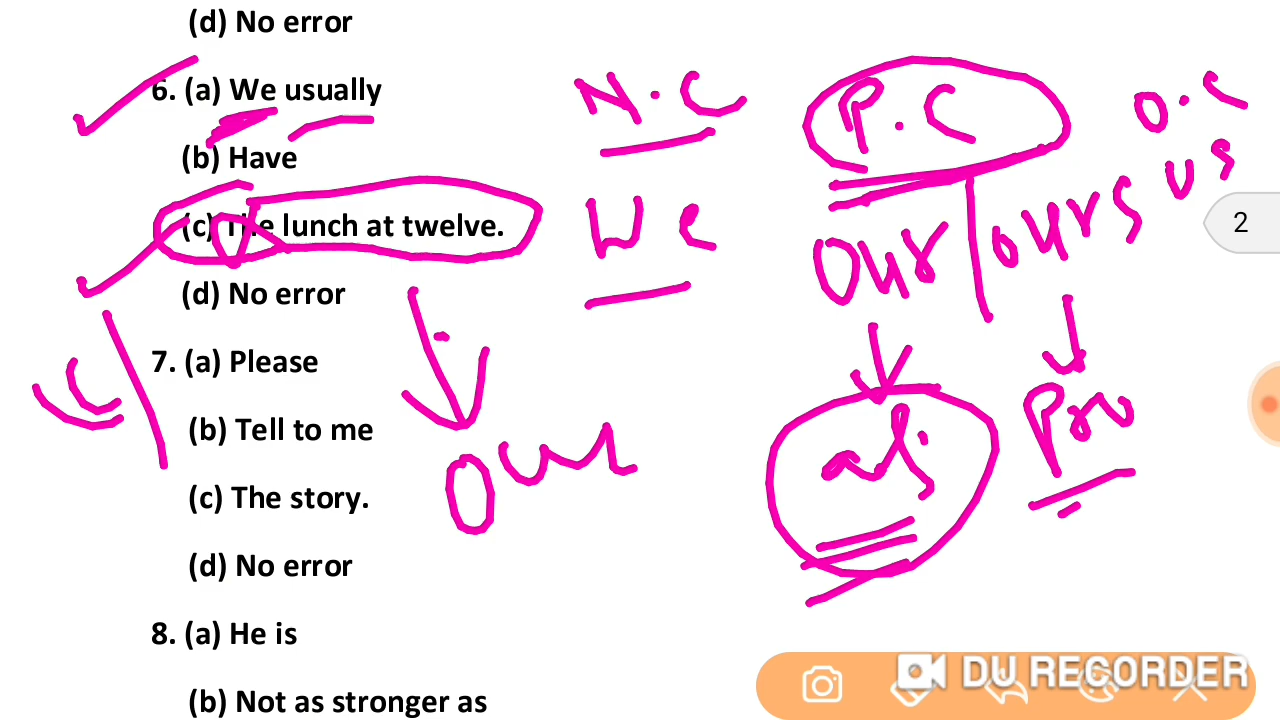 (d) No error
6. (a) We usually
N.C
P.C
O.C
(b) Have
(c) The lunch at twelve.
We
our
ours
us
2
(d) No error
7. (a) Please
adj
Pro
(b) Tell to me
our
(c) The story.
(d) No error
8. (a) He is
(b) Not as stronger as
DU RECORDER